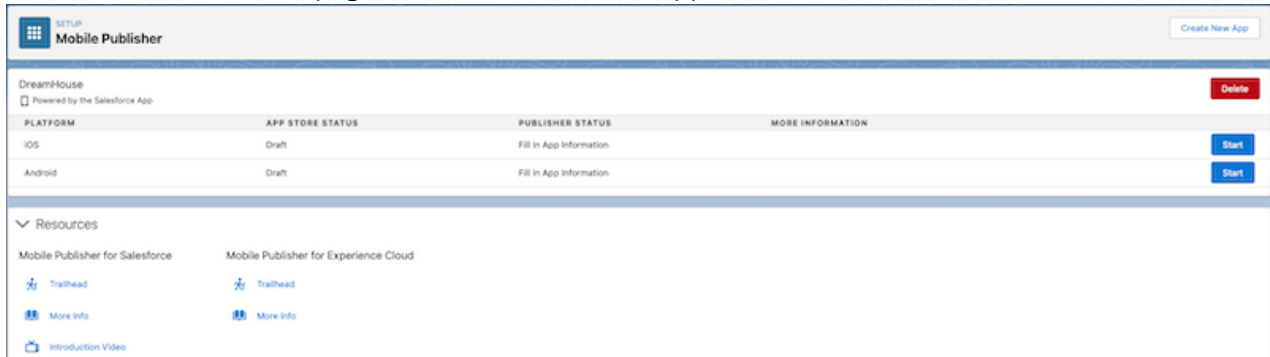 SETUP
Mobile Publisher
Create New App
DreamHouse
Powered by the Salesforce App
Delete
PLATFORM APP STORE STATUS PUBLISHER STATUS MORE INFORMATION
iOS Draft Fill In App Information Start
Android Draft Fill In App Information Start
Resources
Mobile Publisher for Salesforce Mobile Publisher for Experience Cloud
Trailhead Trailhead
More Info More Info
Introduction Video